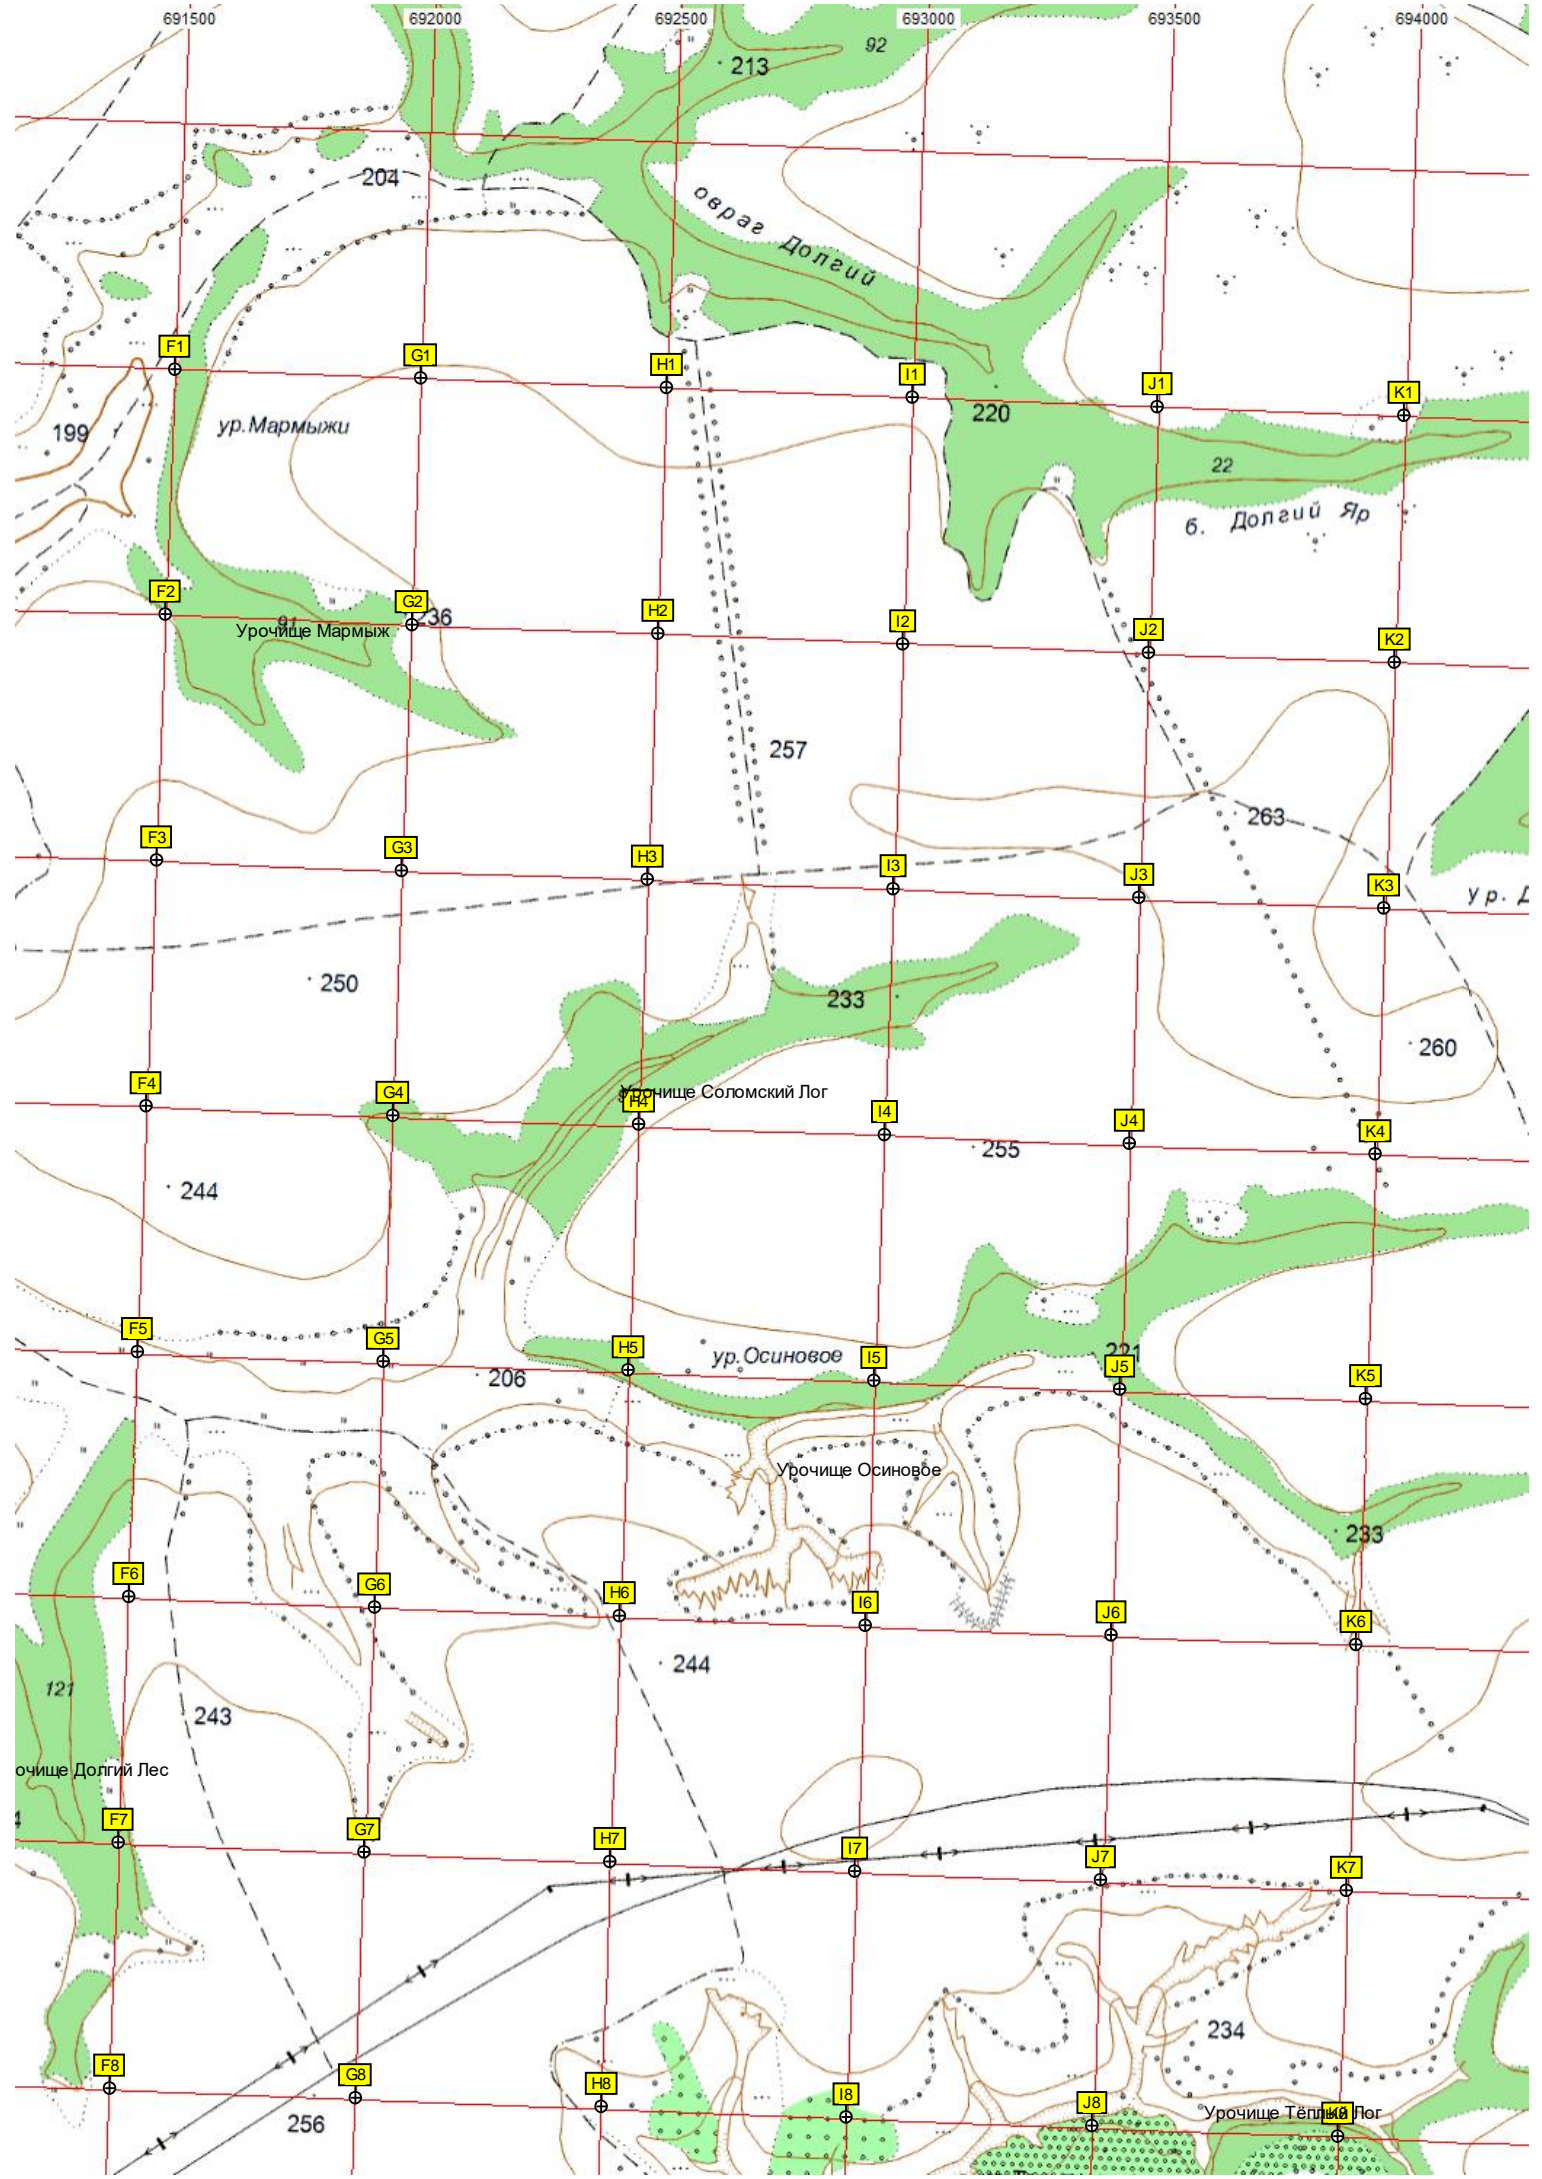 691500 692000 692500 693000 693500 694000
92
213
204
овраг Долгий
F1 G1 H1 I1 J1 K1
220
199 ур.Мармыжи
22
б. Долгий Яр
F2 G2 H2 I2 J2 K2
236
91
Урочище Мармыж
257
263
F3 G3 H3 I3 J3 K3
ур. Д
250
233
260
F4 G4 H4 I4 J4 K4
Урочище Соломский Лог
255
244
F5 G5 H5 I5 J5 K5
ур.Осиновое
221
206
Урочище Осиновое
233
F6 G6 H6 I6 J6 K6
244
121
243
очище Долгий Лес
4
F7 G7 H7 I7 J7 K7
234
F8 G8 H8 I8 J8 K8
Урочище Тёплый Лог
256